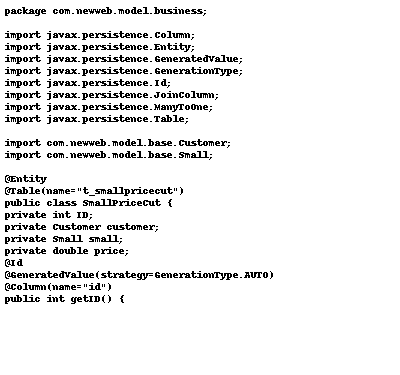 package com.newweb.model.business;
import javax.persistence.Column;
import javax.persistence.Entity;
import javax.persistence.GeneratedValue;
import javax.persistence.GenerationType;
import javax.persistence.Id;
import javax.persistence.JoinColumn;
import javax.persistence.ManyToOne;
import javax.persistence.Table;
import com.newweb.model.base.Customer;
import com.newweb.model.base.Small;
@Entity
@Table(name="t_smallpricecut")
public class SmallPriceCut {
private int ID;
private Customer customer;
private Small small;
private double price;
@Id
@GeneratedValue(strategy=GenerationType.AUTO)
@Column(name="id")
public int getID() {